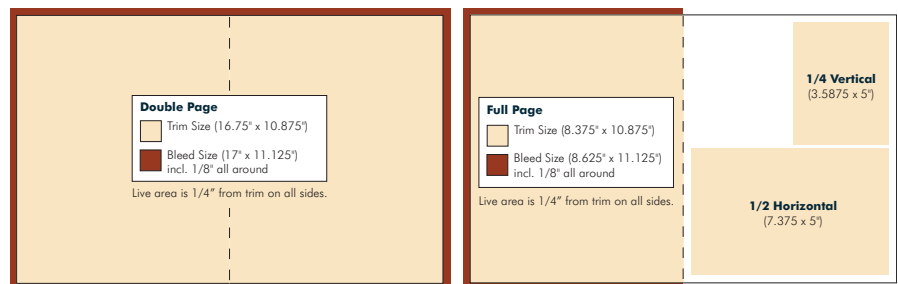 Double Page
Trim Size (16.75" x 10.875")
Bleed Size (17" x 11.125")
incl. 1/8" all around
Live area is 1/4” from trim on all sides.
Full Page
Trim Size (8.375" x 10.875")
Bleed Size (8.625" x 11.125")
incl. 1/8" all around
Live area is 1/4” from trim on all sides.
1/4 Vertical
(3.5875 x 5")
1/2 Horizontal
(7.375 x 5")